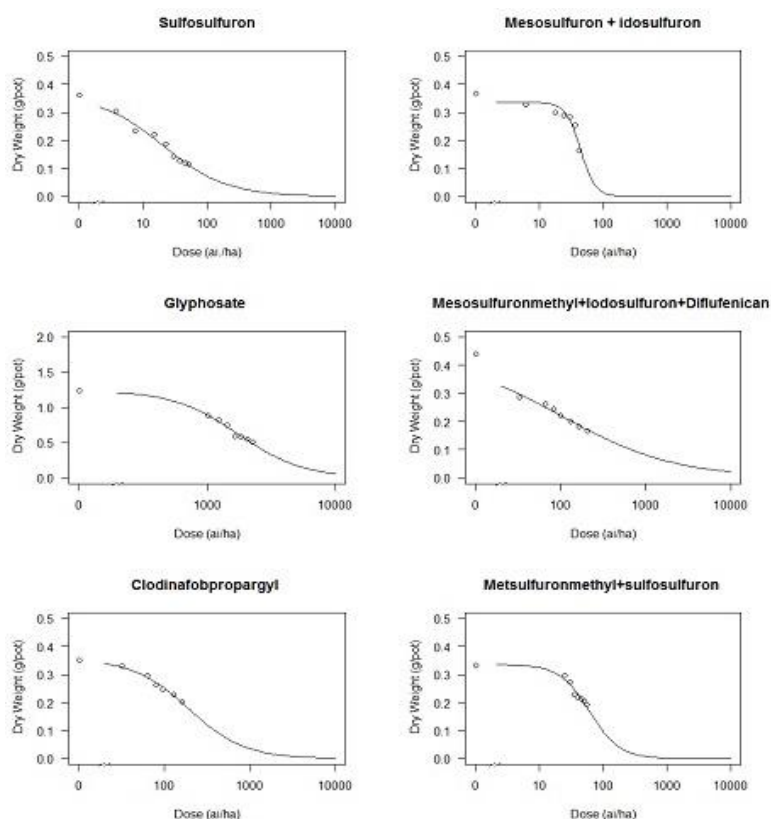 Sulfosulfuron
Dry Weight (g/pot)
0.5
0.4
0.3
0.2
0.1
0.0
0 10 100 1000 10000
Dose (ai,/ha)
Mesosulfuron + idosulfuron
Dry Weight (g/pot)
0.5
0.4
0.3
0.2
0.1
0.0
0 10 100 1000 10000
Dose (ai/ha)
Glyphosate
Dry Weight (g/pot)
2.0
1.5
1.0
0.5
0.0
0 1000 10000
Dose (ai/ha)
Mesosulfuronmethyl+Iodosulfuron+Diflufenican
Dry Weight (g/pot)
0.5
0.4
0.3
0.2
0.1
0.0
0 100 1000 10000
Dose (ai/ha)
Clodinafobpropargyl
Dry Weight (g/pot)
0.5
0.4
0.3
0.2
0.1
0.0
0 100 1000 10000
Dose (ai/ha)
Metsulfuronmethyl+sulfosulfuron
Dry Weight (g/pot)
0.5
0.4
0.3
0.2
0.1
0.0
0 10 100 1000 10000
Dose (ai/ha)